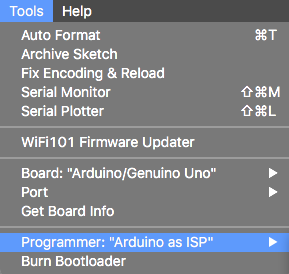 Tools Help
Auto Format ⌘T
Archive Sketch
Fix Encoding & Reload
Serial Monitor ⇧⌘M
Serial Plotter ⇧⌘L
WiFi101 Firmware Updater
Board: "Arduino/Genuino Uno" ▶
Port ▶
Get Board Info
Programmer: "Arduino as ISP" ▶
Burn Bootloader